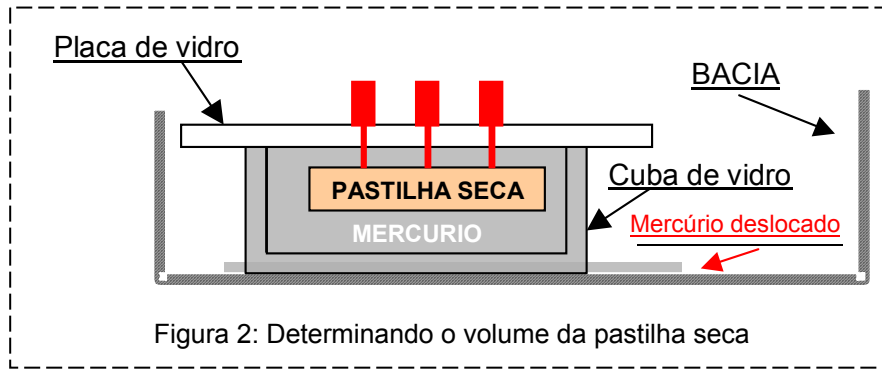 Placa de vidro
BACIA
PASTILHA SECA
Cuba de vidro
MERCURIO
Mercúrio deslocado
Figura 2: Determinando o volume da pastilha seca